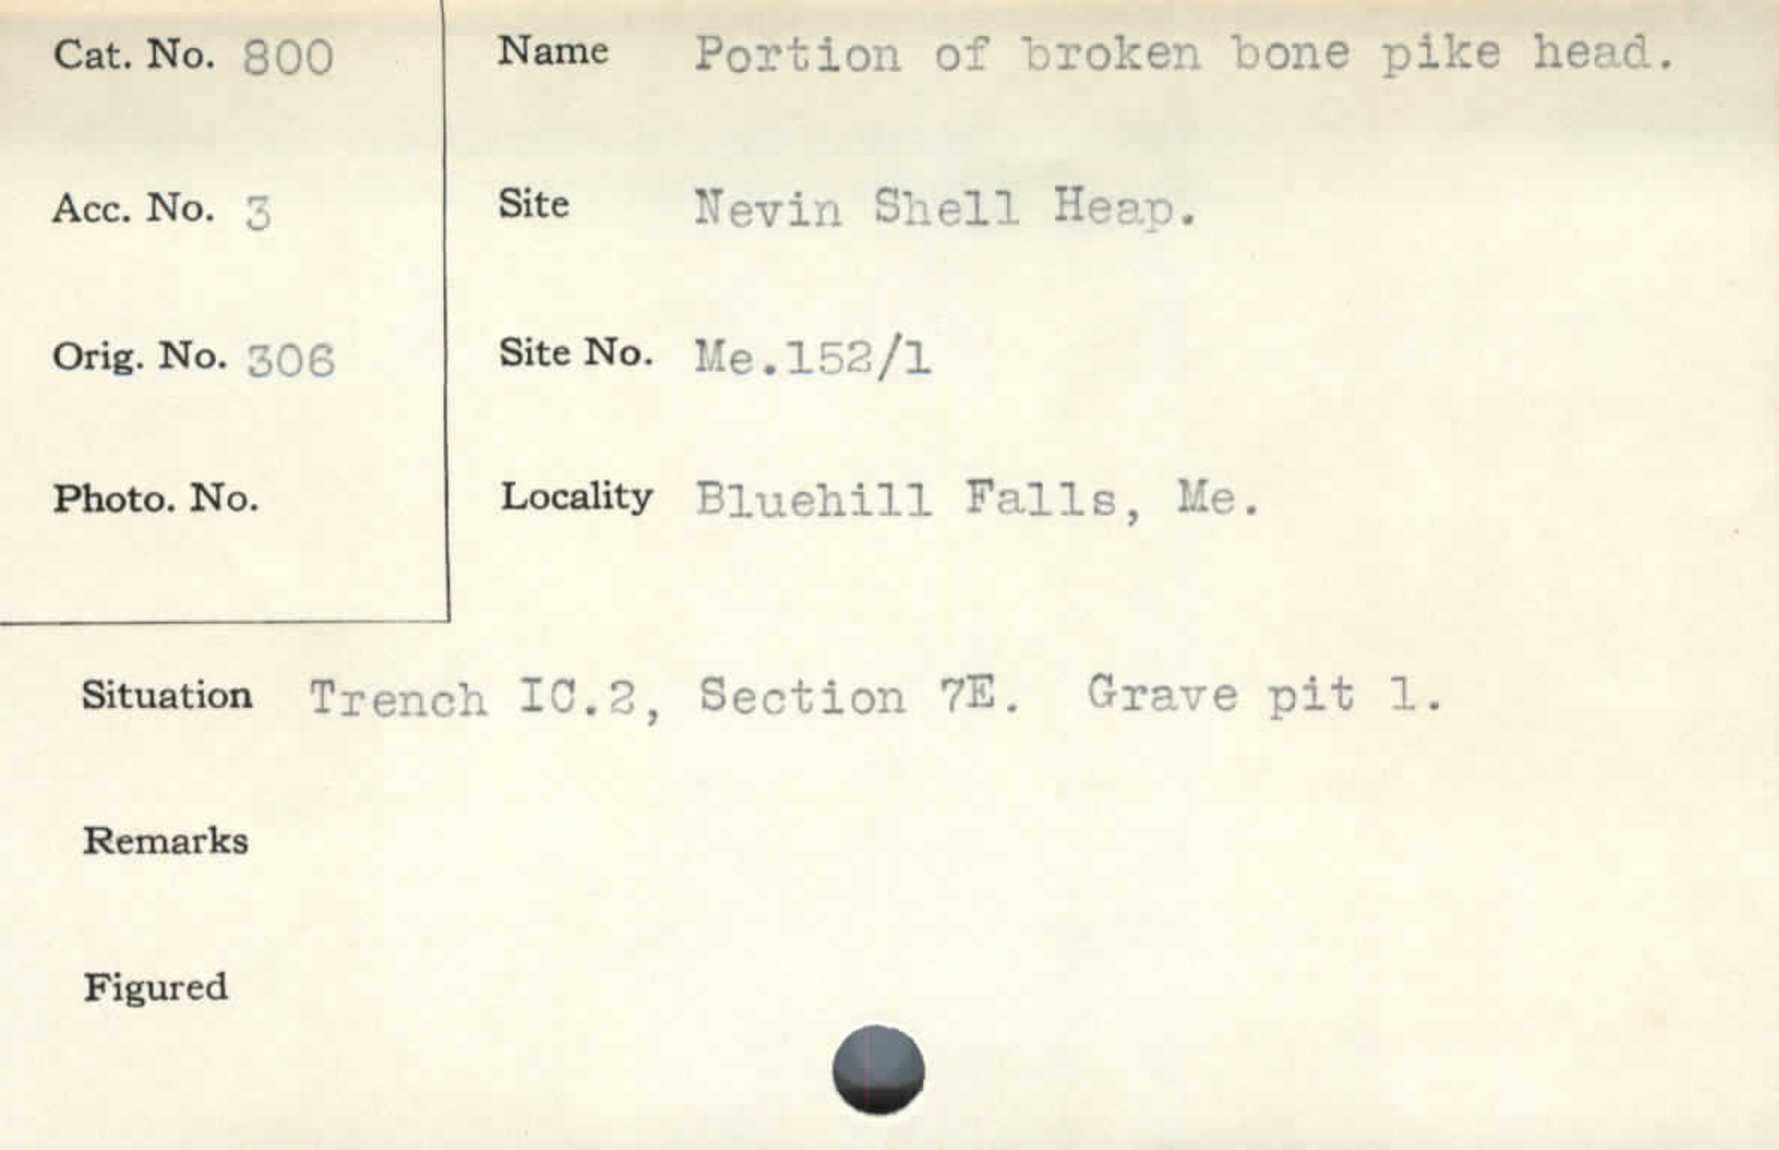 Cat. No. 800 Name Portion of broken bone pike head.
Acc. No. 3 Site Nevin Shell Heap.
Orig. No. 306 Site No. Me.152/1
Photo. No. Locality Bluehill Falls, Me.
Situation Trench IC.2, Section 7E. Grave pit 1.
Remarks
Figured